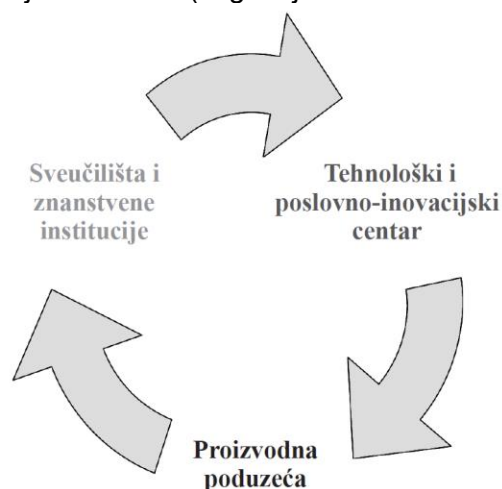 Sveučilišta i
znanstvene
institucije
Tehnološki i
poslovno-inovacijski
centar
Proizvodna
poduzeća